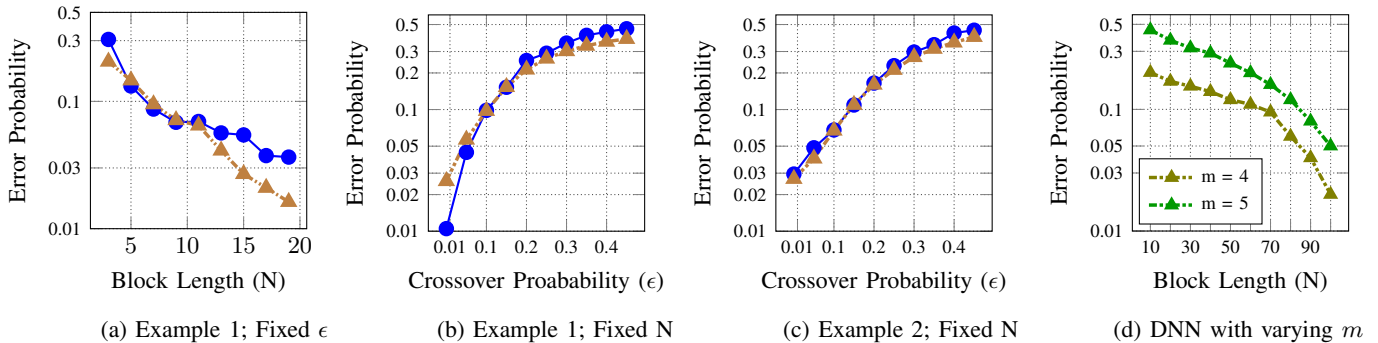 0.5
0.3
0.1
0.03
0.01
5 10 15 20
Error Probability
Block Length (N)
(a) Example 1; Fixed ϵ
0.5
0.3
0.2
0.1
0.05
0.03
0.02
0.01
0.01 0.1 0.2 0.3 0.4
Error Probability
Crossover Proabability (ϵ)
(b) Example 1; Fixed N
0.5
0.3
0.2
0.1
0.05
0.03
0.02
0.01
0.01 0.1 0.2 0.3 0.4
Error Probability
Crossover Proabability (ϵ)
(c) Example 2; Fixed N
0.5
0.3
0.2
0.1
0.05
0.03
0.01
10 30 50 70 90
Error Probability
m = 4
m = 5
Block Length (N)
(d) DNN with varying m